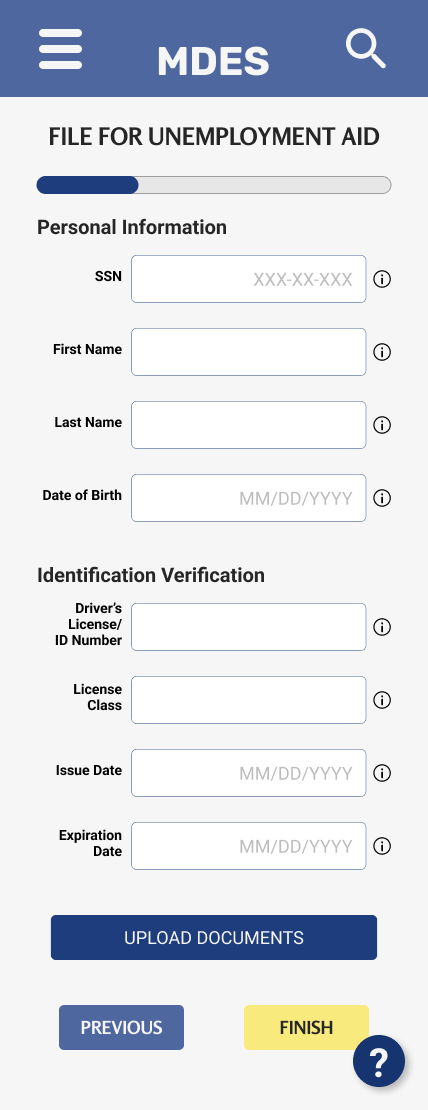 MDES
FILE FOR UNEMPLOYMENT AID
Personal Information
SSN
XXX-XX-XXX
First Name
Last Name
Date of Birth
MM/DD/YYYY
Identification Verification
Driver’s
License/
ID Number
License
Class
Issue Date
MM/DD/YYYY
Expiration
Date
MM/DD/YYYY
UPLOAD DOCUMENTS
PREVIOUS
FINISH
?